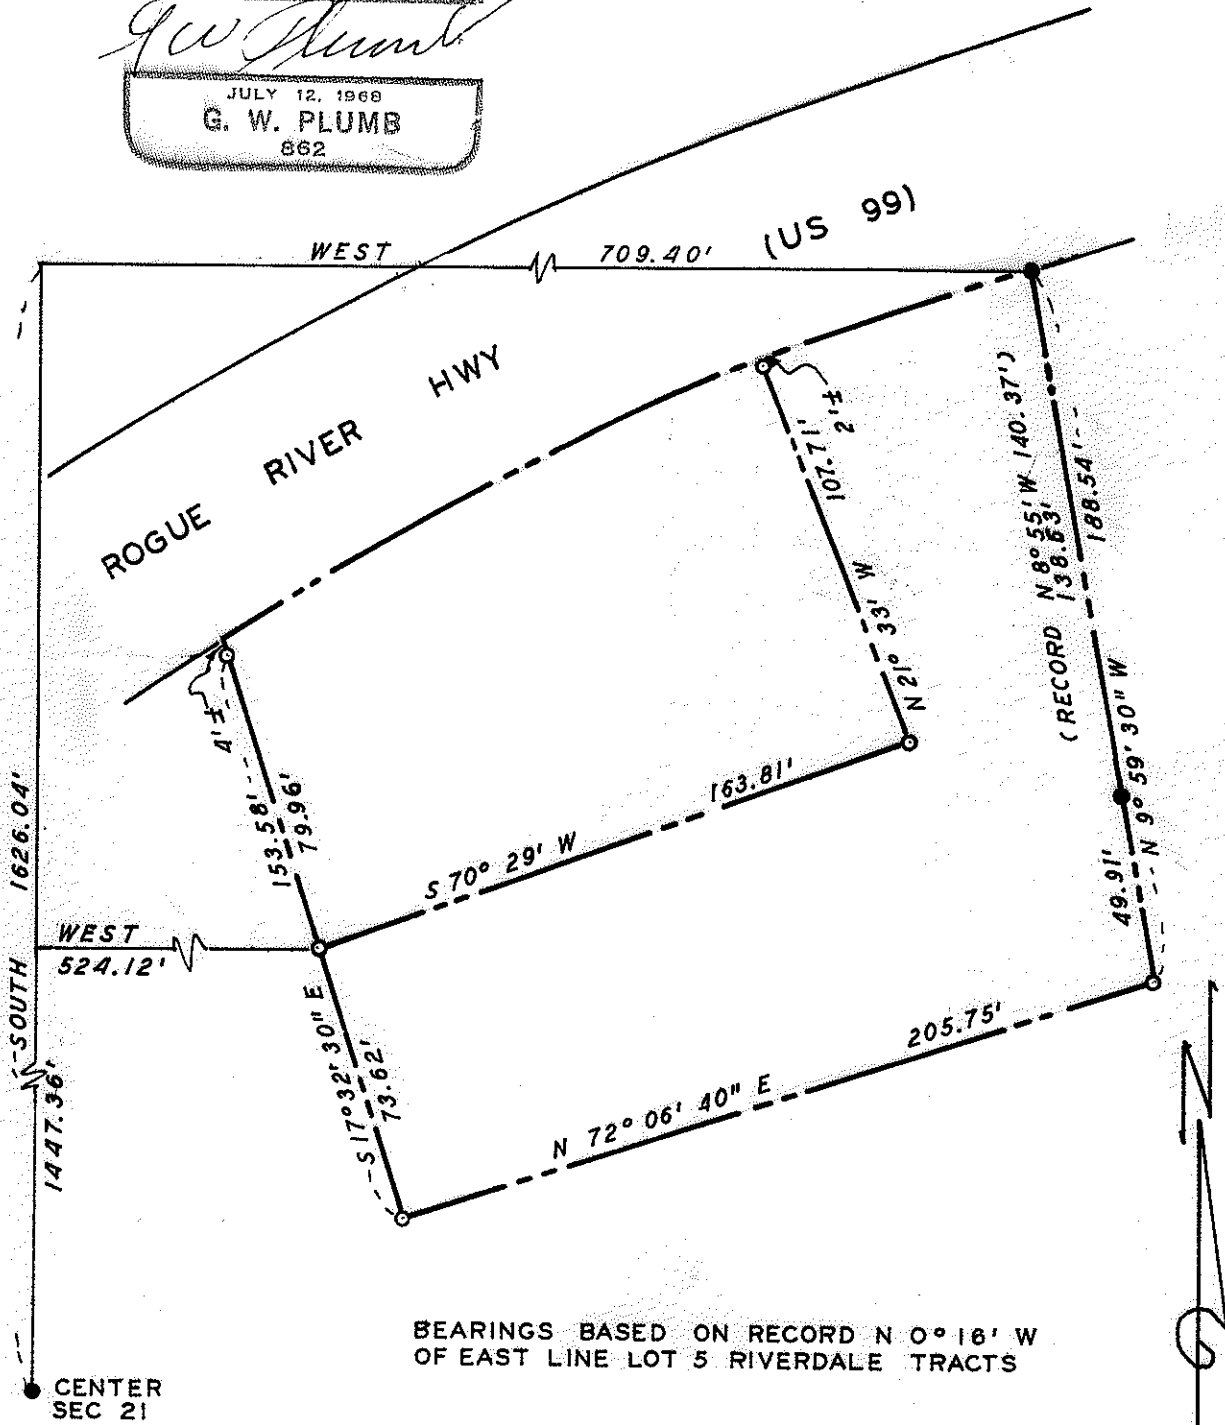 G W Plumb
JULY 12, 1968
G. W. PLUMB
862
WEST 709.40'
(US 99)
ROGUE RIVER HWY
2'±
107.71'
N 21° 33' W
(RECORD N 8° 55' W 140.37')
138.63'
188.54'
N 9° 59' 30" W
49.91'
4'±
153.58'
79.96'
163.81'
S 70° 29' W
SOUTH 1626.04'
WEST
524.12'
1447.36'
S 17° 32' 30" E
73.62'
205.75'
N 72° 06' 40" E
BEARINGS BASED ON RECORD N 0° 16' W
OF EAST LINE LOT 5 RIVERDALE TRACTS
CENTER
SEC 21
N
S